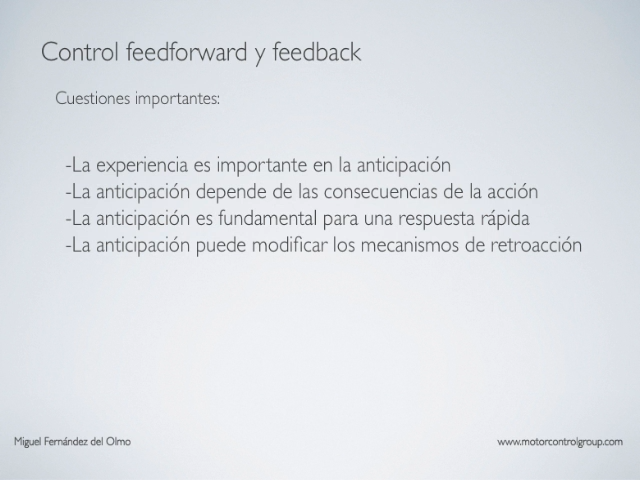 Control feedforward y feedback
Cuestiones importantes:
-La experiencia es importante en la anticipación
-La anticipación depende de las consecuencias de la acción
-La anticipación es fundamental para una respuesta rápida
-La anticipación puede modificar los mecanismos de retroacción
Miguel Fernández del Olmo
www.motorcontrolgroup.com